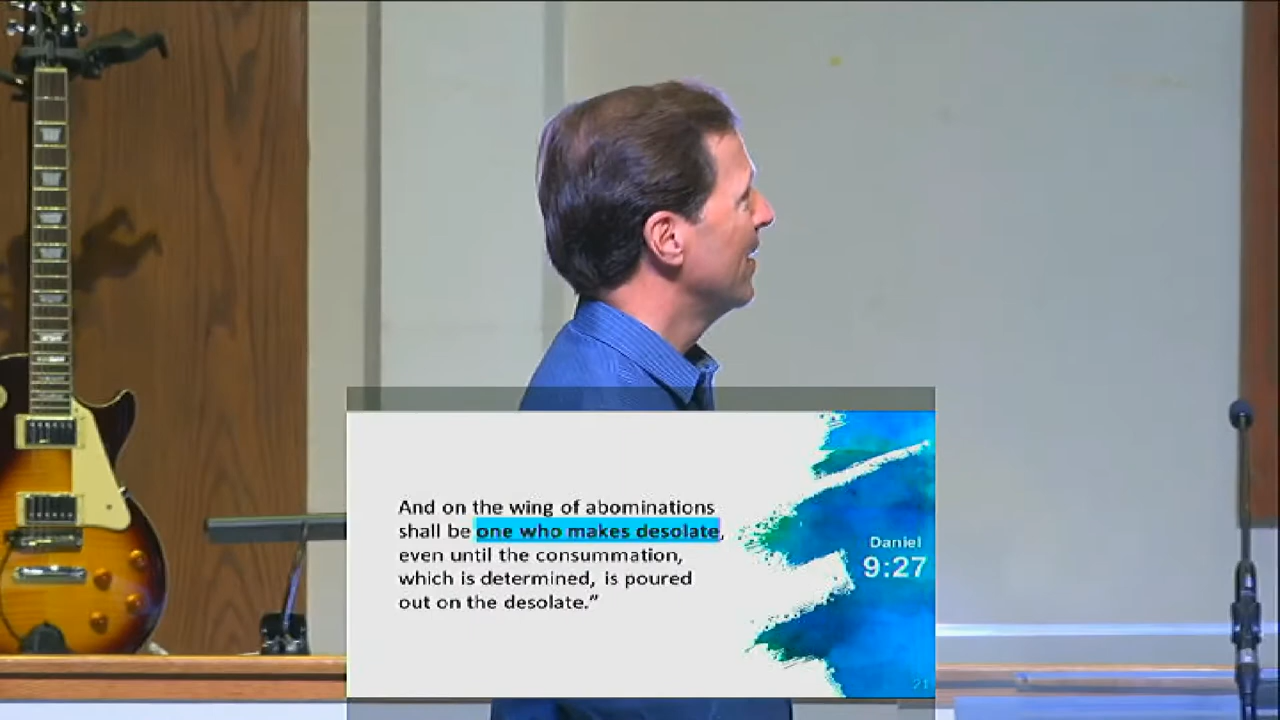 And on the wing of abominations
shall be one who makes desolate,
even until the consummation,
which is determined, is poured
out on the desolate.”
Daniel
9:27
21